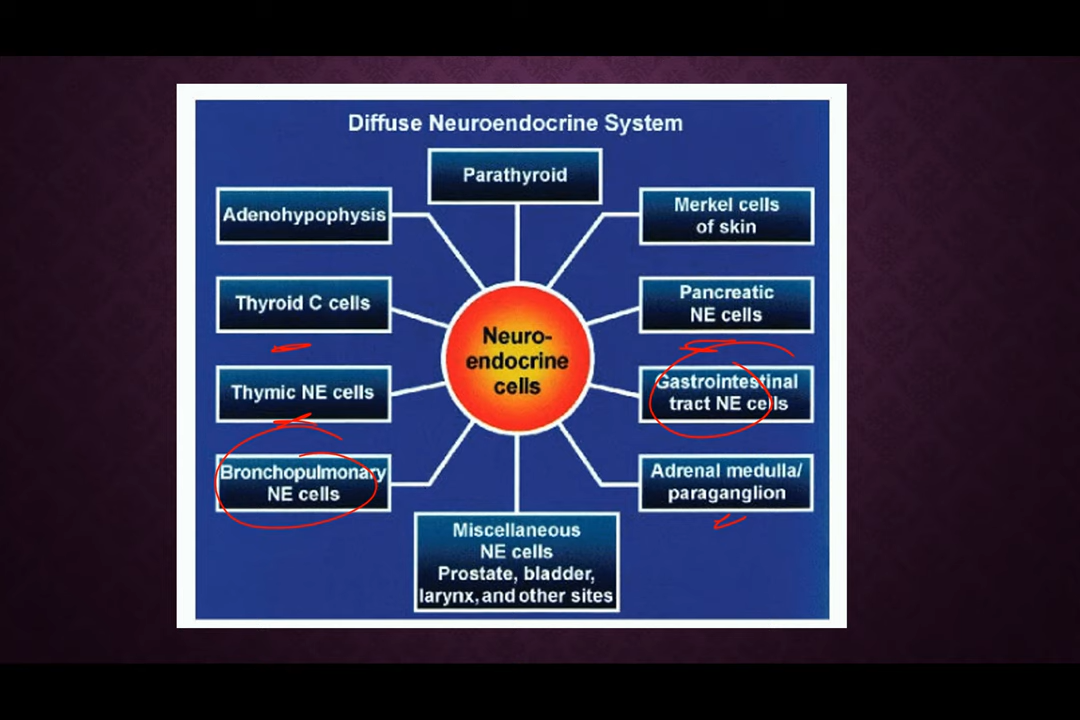 Diffuse Neuroendocrine System
Parathyroid
Adenohypophysis
Merkel cells
of skin
Thyroid C cells
Pancreatic
NE cells
Neuro-
endocrine
cells
Thymic NE cells
Gastrointestinal
tract NE cells
Bronchopulmonary
NE cells
Adrenal medulla/
paraganglion
Miscellaneous
NE cells
Prostate, bladder,
larynx, and other sites